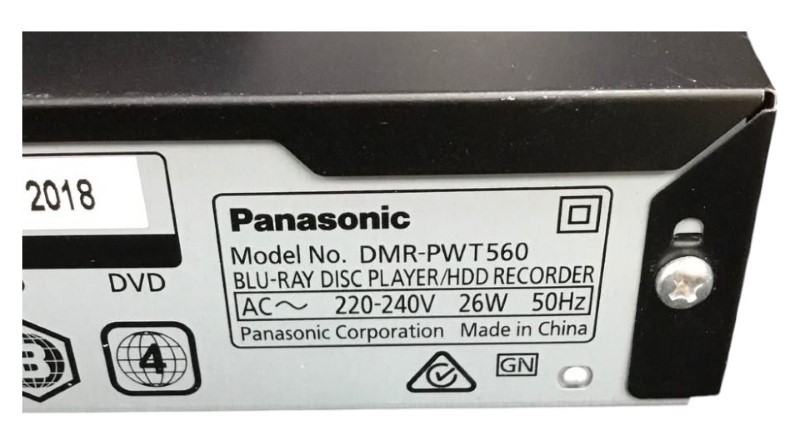 2018
DVD
B
4
Panasonic
Model No. DMR-PWT560
BLU-RAY DISC PLAYER/HDD RECORDER
AC～ 220-240V 26W 50Hz
Panasonic Corporation Made in China
GN